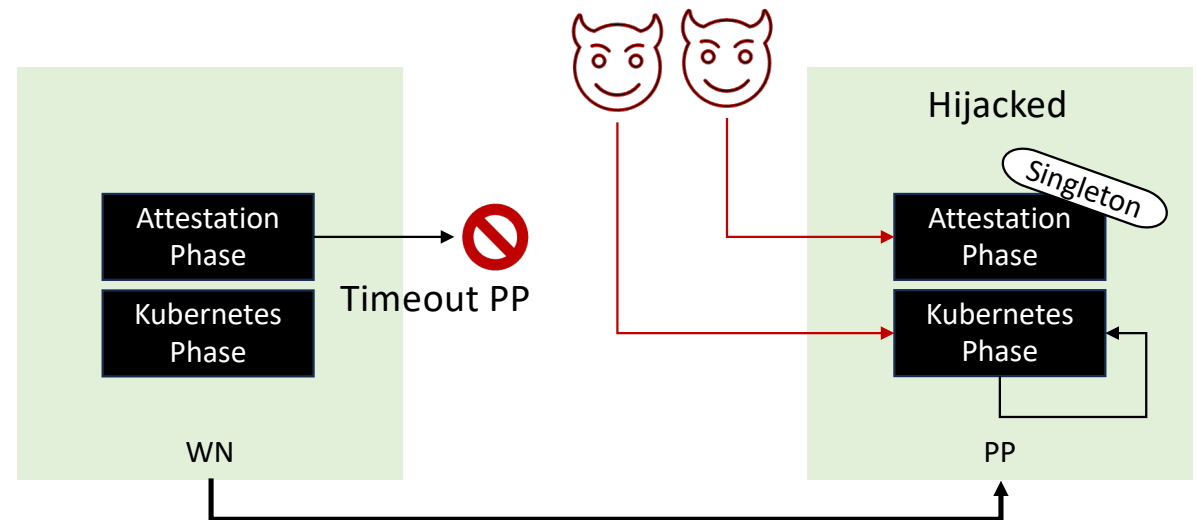 Attestation
Phase
Kubernetes
Phase
WN
Timeout PP
Hijacked
Singleton
Attestation
Phase
Kubernetes
Phase
PP